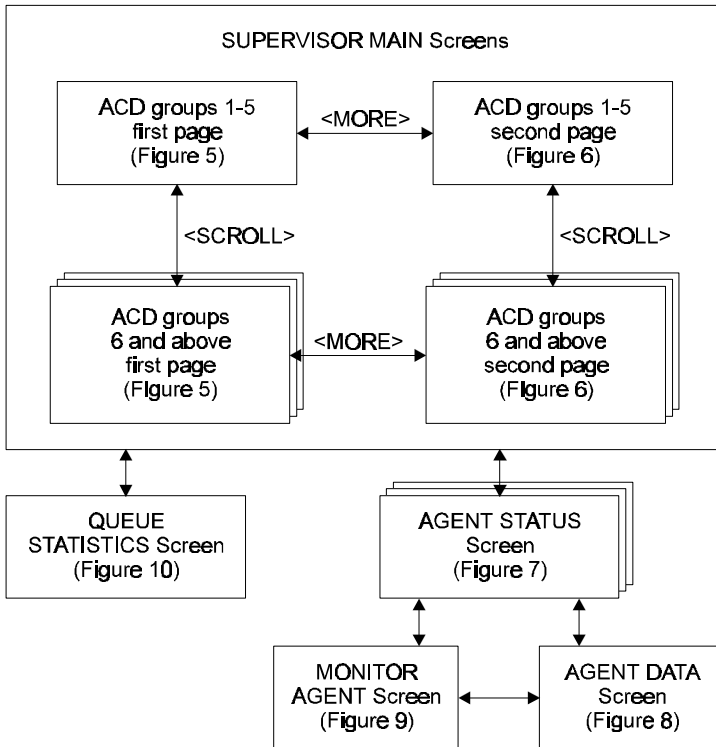 SUPERVISOR MAIN Screens
ACD groups 1-5
first page
(Figure 5)
<MORE>
ACD groups 1-5
second page
(Figure 6)
<SCROLL>
<SCROLL>
ACD groups
6 and above
first page
(Figure 5)
<MORE>
ACD groups
6 and above
second page
(Figure 6)
QUEUE
STATISTICS Screen
(Figure 10)
AGENT STATUS
Screen
(Figure 7)
MONITOR
AGENT Screen
(Figure 9)
AGENT DATA
Screen
(Figure 8)